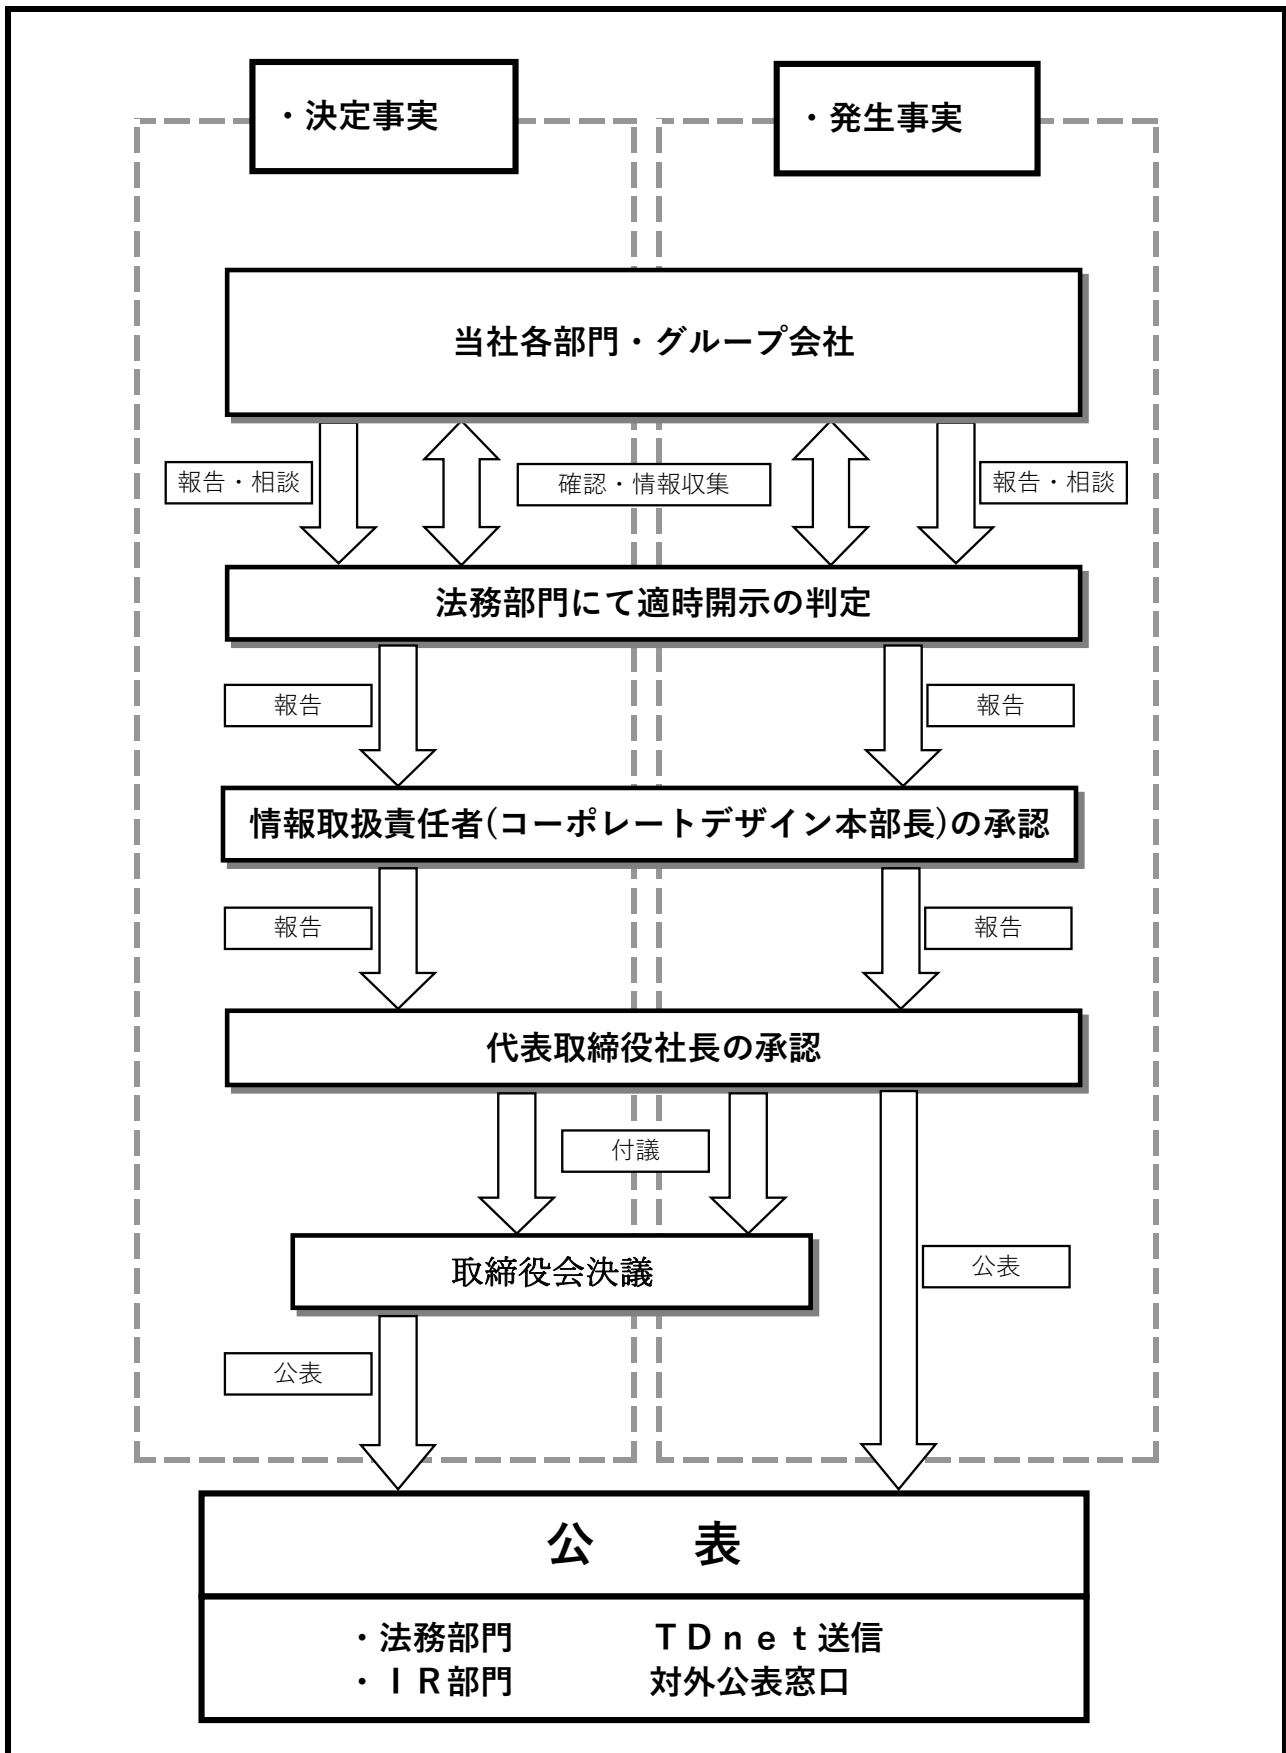 ・決定事実
・発生事実
当社各部門・グループ会社
報告・相談
確認・情報収集
報告・相談
法務部門にて適時開示の判定
報告
報告
情報取扱責任者(コーポレートデザイン本部長)の承認
報告
報告
代表取締役社長の承認
付議
取締役会決議
公表
公表
公　　表
・法務部門　　　　ＴＤｎｅｔ送信
・ＩＲ部門　　　　対外公表窓口